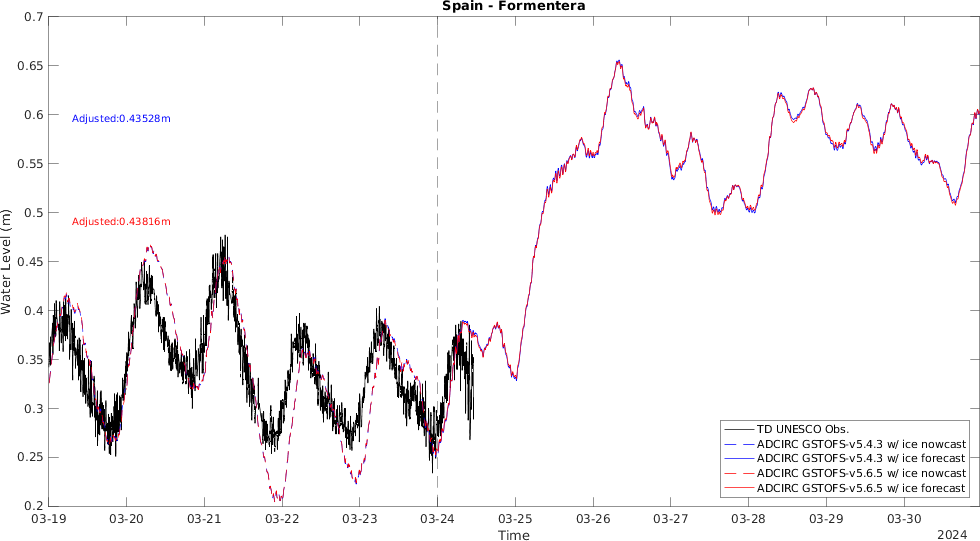 Spain - Formentera
0.7
0.65
0.6
0.55
0.5
0.45
0.4
0.35
0.3
0.25
0.2
Water Level (m)
Adjusted:0.43528m
Adjusted:0.43816m
TD UNESCO Obs.
ADCIRC GSTOFS-v5.4.3 w/ ice nowcast
ADCIRC GSTOFS-v5.4.3 w/ ice forecast
ADCIRC GSTOFS-v5.6.5 w/ ice nowcast
ADCIRC GSTOFS-v5.6.5 w/ ice forecast
03-19 03-20 03-21 03-22 03-23 03-24 03-25 03-26 03-27 03-28 03-29 03-30
Time
2024